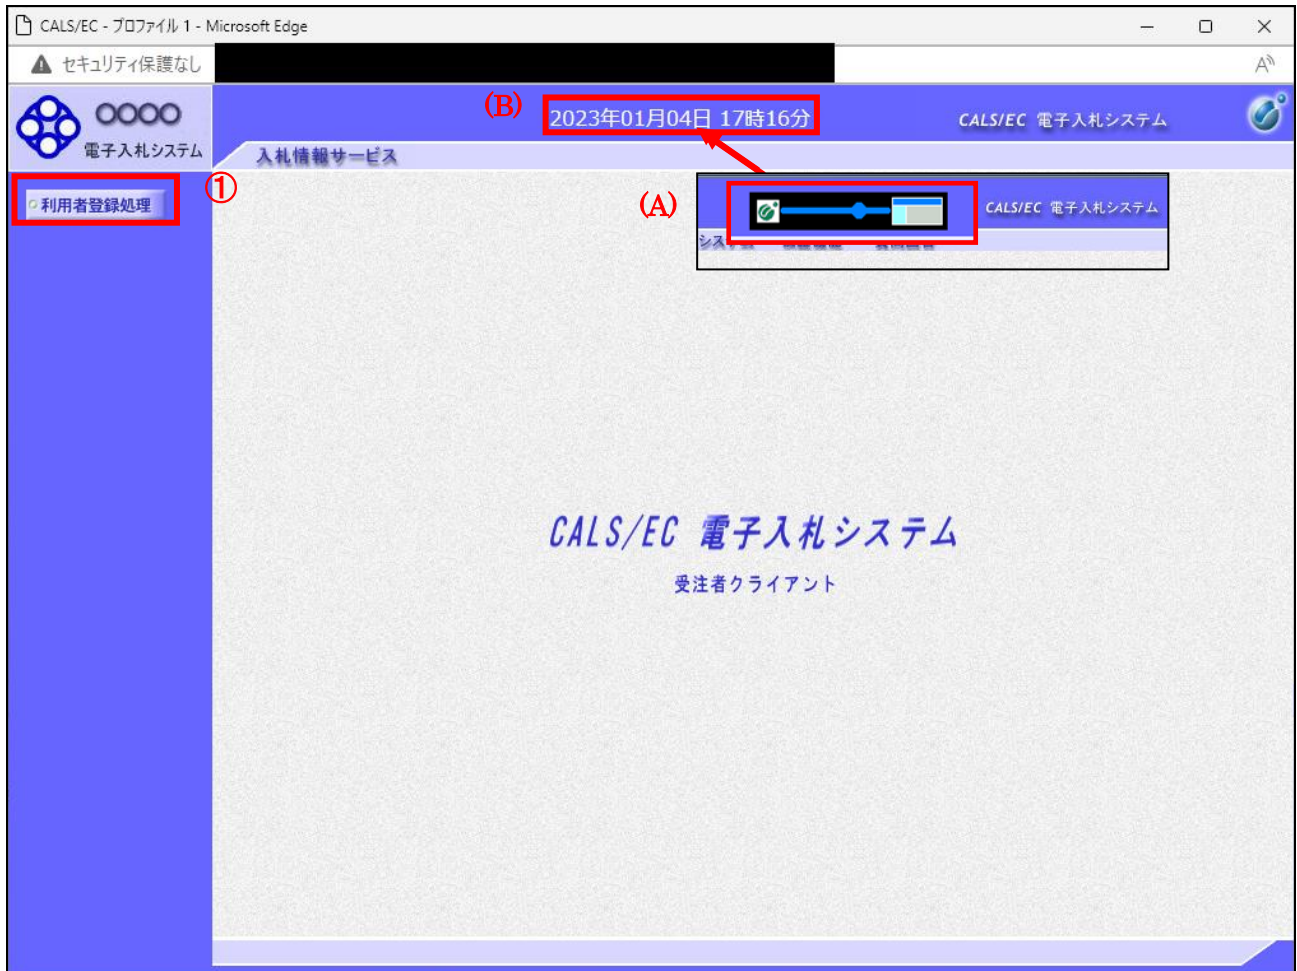 CALS/EC - プロファイル 1 - Microsoft Edge
セキュリティ保護なし
A
OOOO
電子入札システム
(B)
2023年01月04日 17時16分
CALS/EC 電子入札システム
入札情報サービス
①
利用者登録処理
(A)
CALS/EC 電子入札システム
CALS/EC 電子入札システム
受注者クライアント